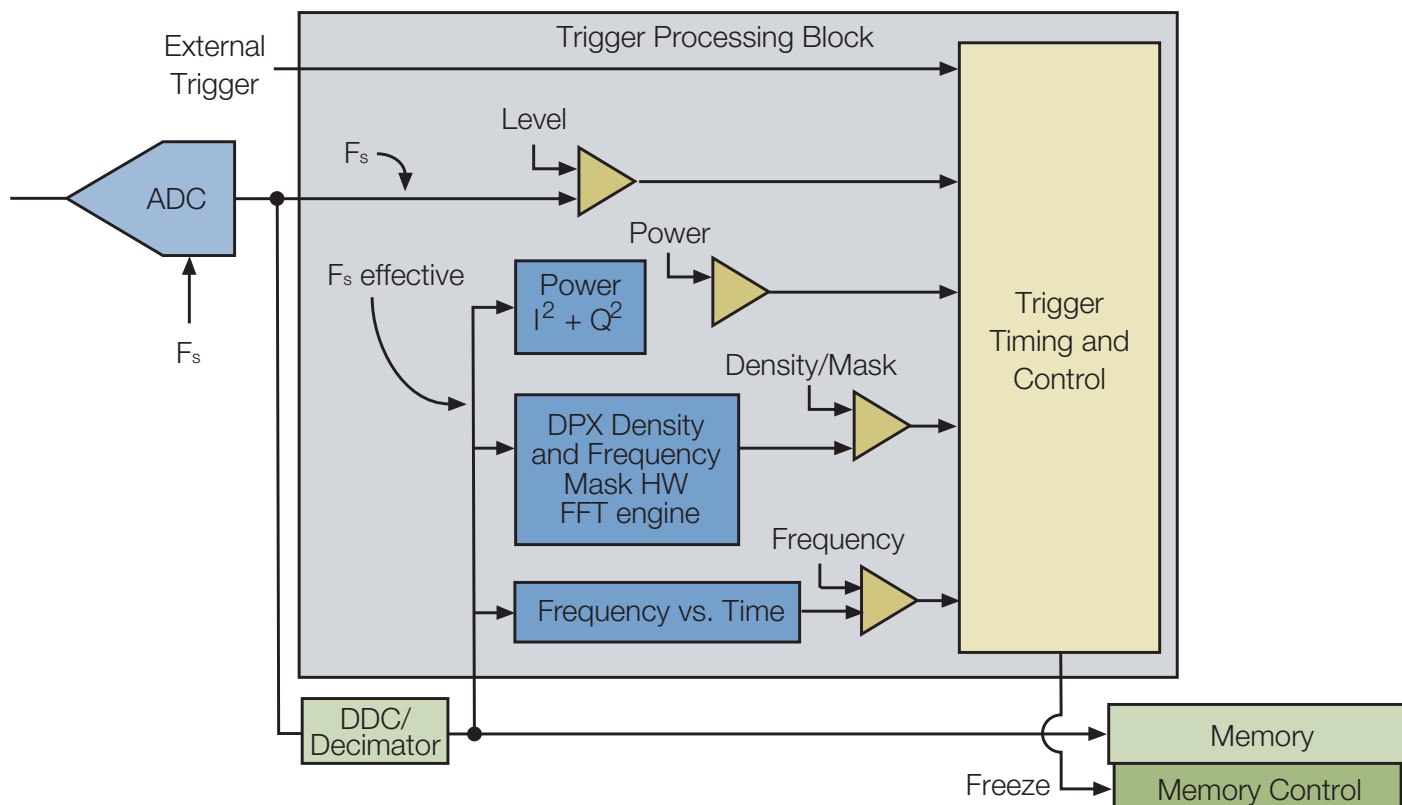 Trigger Processing Block
External
Trigger
Level
Fₛ
ADC
Fₛ
Power
Fₛ effective
Power
I² + Q²
Trigger
Timing and
Control
Density/Mask
DPX Density
and Frequency
Mask HW
FFT engine
Frequency
Frequency vs. Time
DDC/
Decimator
Memory
Freeze
Memory Control